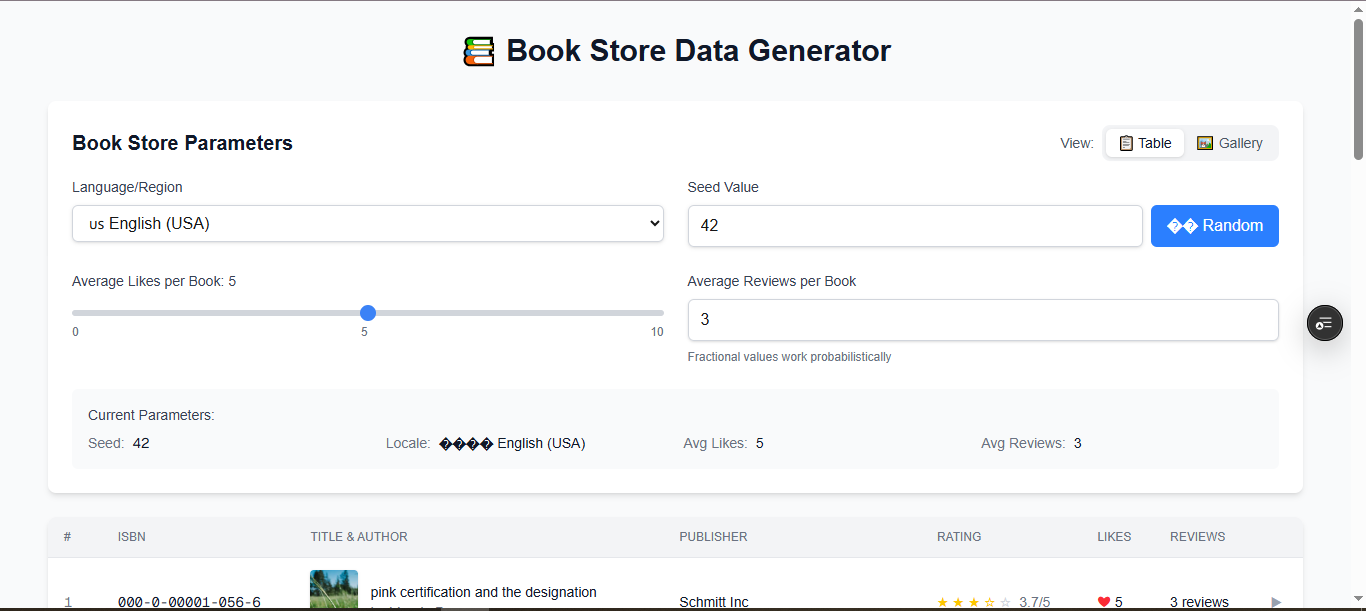 📚 Book Store Data Generator
Book Store Parameters
View: 📋 Table 🖼️ Gallery
Language/Region
us English (USA)
Seed Value
42
�� Random
Average Likes per Book: 5
0 5 10
Average Reviews per Book
3
Fractional values work probabilistically
Current Parameters:
Seed: 42 Locale: ���� English (USA) Avg Likes: 5 Avg Reviews: 3
# ISBN TITLE & AUTHOR PUBLISHER RATING LIKES REVIEWS
1 000-0-00001-056-6 pink certification and the designation Schmitt Inc ★ ★ ★ ☆ ☆ 3.7/5 ❤️ 5 3 reviews ▶